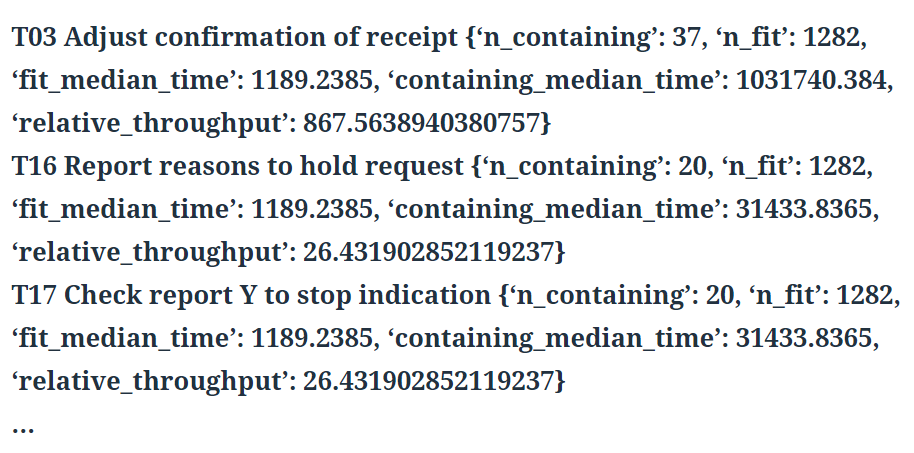 T03 Adjust confirmation of receipt {‘n_containing’: 37, ‘n_fit’: 1282,
‘fit_median_time’: 1189.2385, ‘containing_median_time’: 1031740.384,
‘relative_throughput’: 867.5638940380757}
T16 Report reasons to hold request {‘n_containing’: 20, ‘n_fit’: 1282,
‘fit_median_time’: 1189.2385, ‘containing_median_time’: 31433.8365,
‘relative_throughput’: 26.431902852119237}
T17 Check report Y to stop indication {‘n_containing’: 20, ‘n_fit’: 1282,
‘fit_median_time’: 1189.2385, ‘containing_median_time’: 31433.8365,
‘relative_throughput’: 26.431902852119237}
...